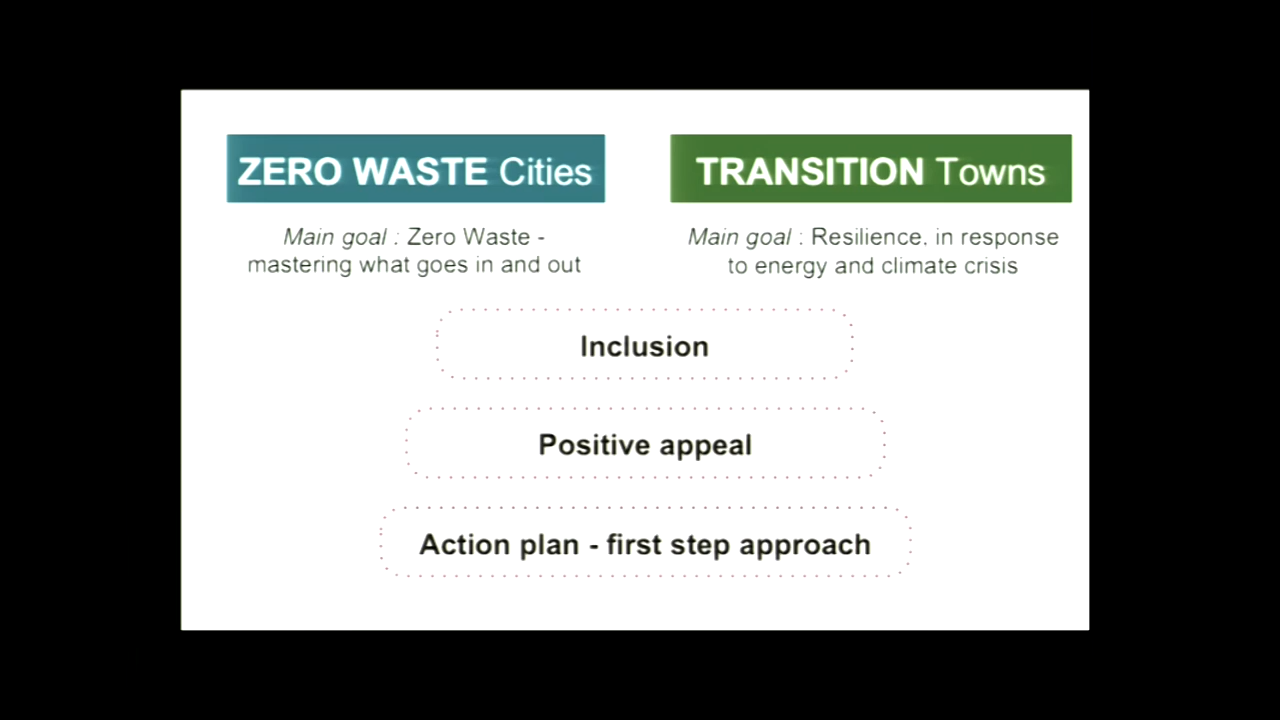 ZERO WASTE Cities
Main goal : Zero Waste -
mastering what goes in and out
TRANSITION Towns
Main goal : Resilience, in response
to energy and climate crisis
Inclusion
Positive appeal
Action plan - first step approach